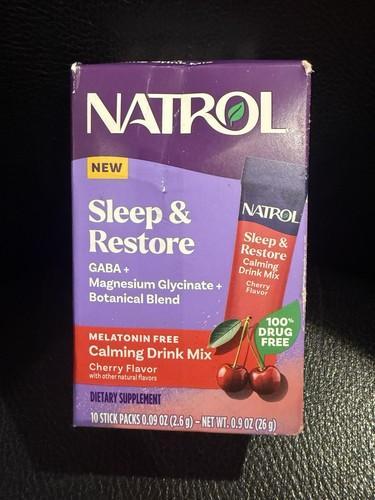 NATROL
NEW
Sleep &
Restore
GABA +
Magnesium Glycinate +
Botanical Blend
NATROL
Sleep &
Restore
Calming
Drink Mix
Cherry
Flavor
100%
DRUG
FREE
MELATONIN FREE
Calming Drink Mix
Cherry Flavor
with other natural flavors
DIETARY SUPPLEMENT
10 STICK PACKS 0.09 OZ (2.6 g) – NET WT. 0.9 OZ (26 g)